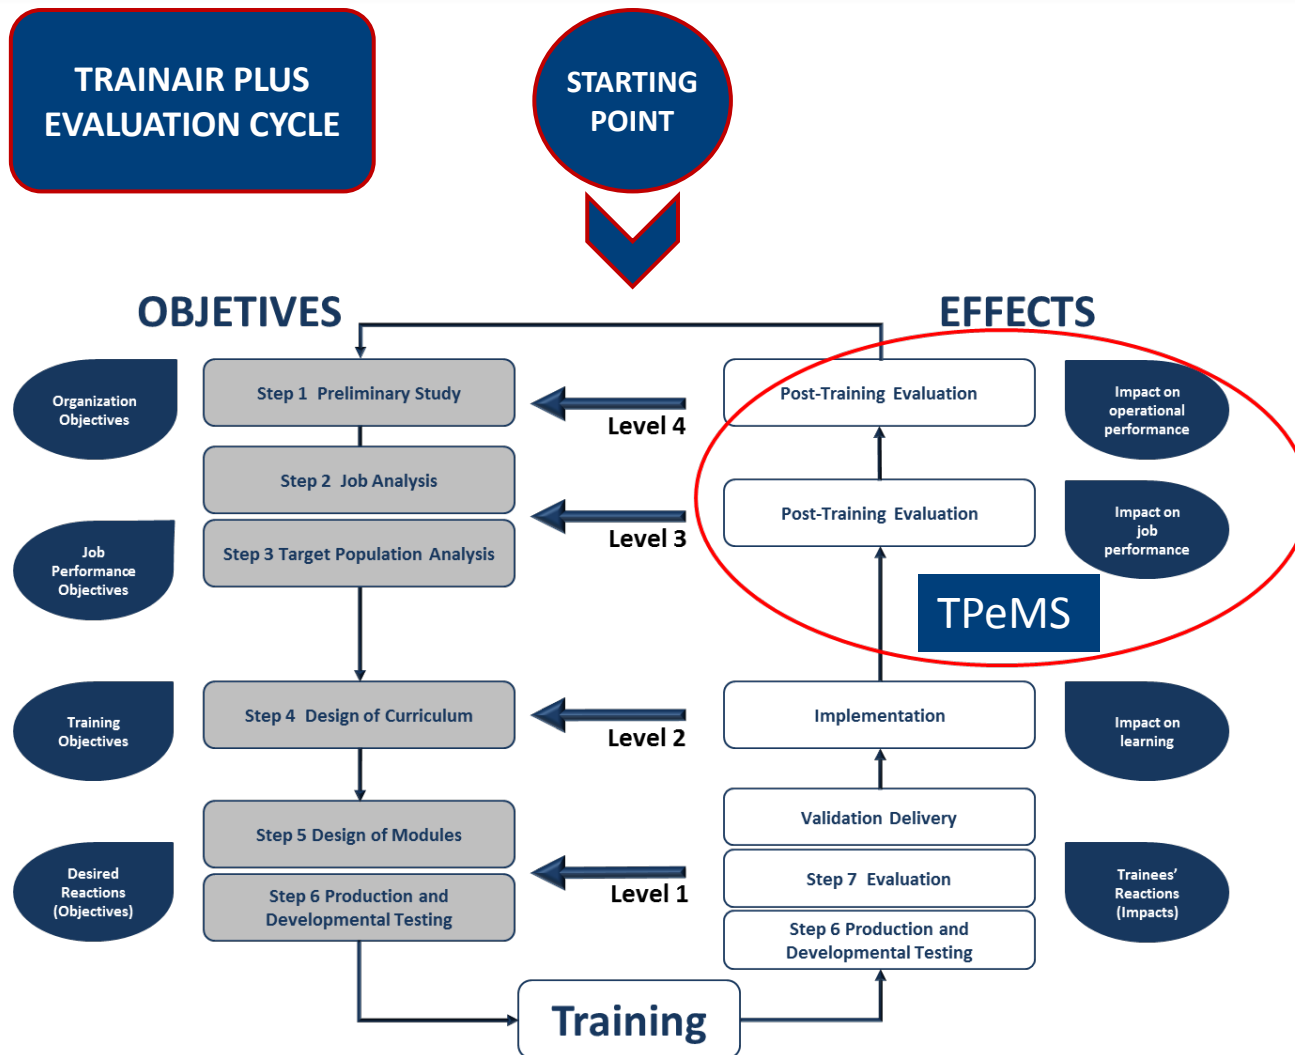 TRAINAIR PLUS
EVALUATION CYCLE
STARTING
POINT
OBJETIVES
EFFECTS
Organization
Objectives
Step 1 Preliminary Study
Level 4
Post-Training Evaluation
Impact on
operational
performance
Step 2 Job Analysis
Job
Performance
Objectives
Step 3 Target Population Analysis
Level 3
Post-Training Evaluation
Impact on
job
performance
TPeMS
Training
Objectives
Step 4 Design of Curriculum
Level 2
Implementation
Impact on
learning
Step 5 Design of Modules
Validation Delivery
Desired
Reactions
(Objectives)
Step 6 Production and
Developmental Testing
Level 1
Step 7 Evaluation
Step 6 Production and
Developmental Testing
Trainees’
Reactions
(Impacts)
Training